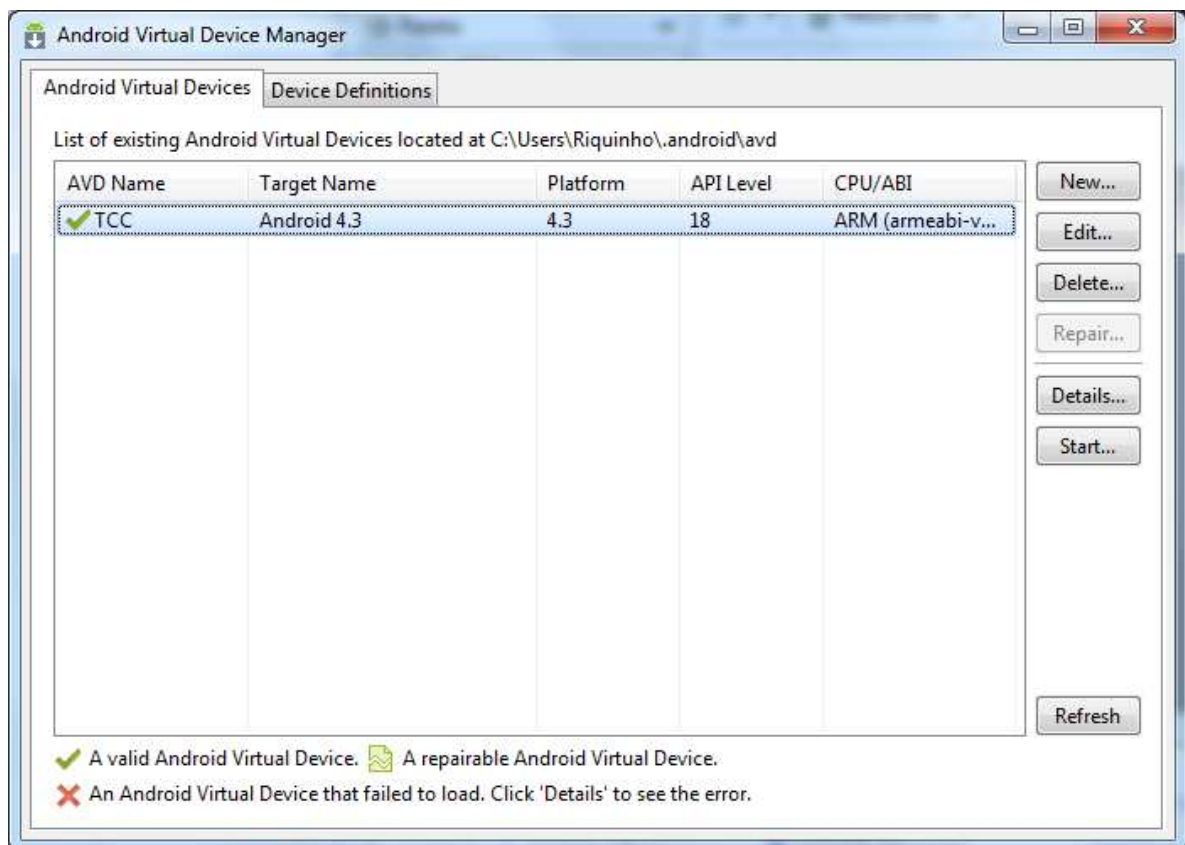 Android Virtual Device Manager
Android Virtual Devices Device Definitions
List of existing Android Virtual Devices located at C:\Users\Riquinho\.android\avd
AVD Name Target Name Platform API Level CPU/ABI
TCC Android 4.3 4.3 18 ARM (armeabi-v...
New...
Edit...
Delete...
Repair...
Details...
Start...
Refresh
A valid Android Virtual Device. A repairable Android Virtual Device.
An Android Virtual Device that failed to load. Click 'Details' to see the error.